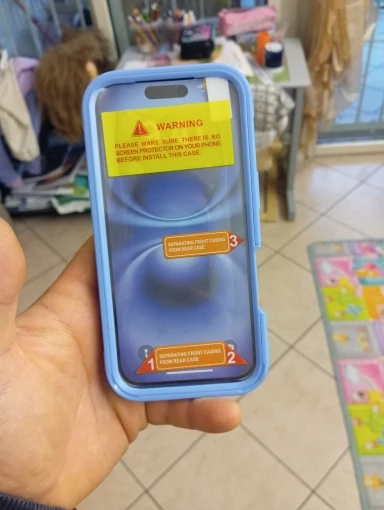 WARNING
PLEASE MAKE SURE THERE IS NO
SCREEN PROTECTOR ON YOUR PHONE
BEFORE INSTALL THIS CASE.
SEPARATING FRONT CASING
FROM REAR CASE
3
SEPARATING FRONT CASING
FROM REAR CASE
1
2